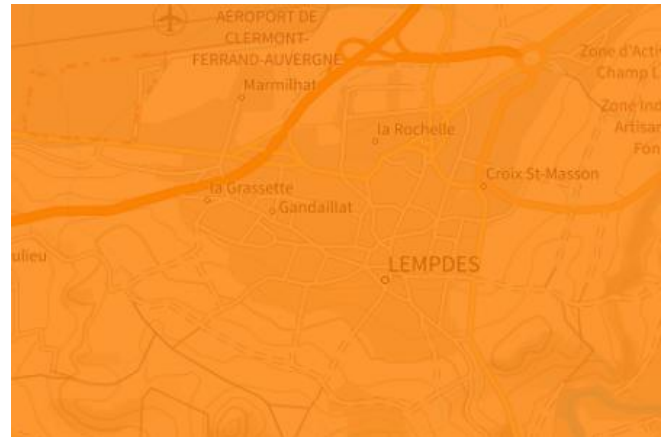 AÉROPORT DE
CLERMONT-
FERRAND-AUVERGNE
Zone d'Acti
Champ L
Marmilhat
Zone Ind
Artisan
Fon
la Rochelle
Croix St-Masson
la Grassette
Gandaillat
ulieu
LEMPDES